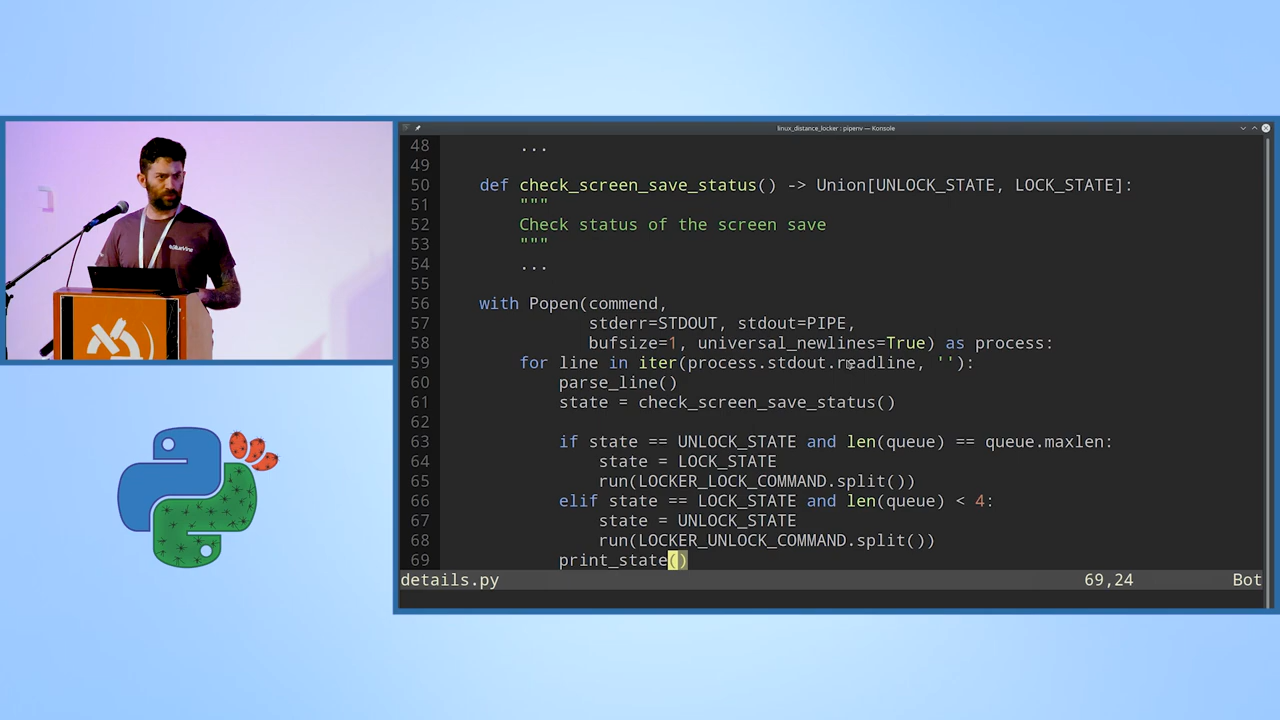 BlueVine
linux_distance_locker : pipenv — Konsole
48 ...
49
50 def check_screen_save_status() -> Union[UNLOCK_STATE, LOCK_STATE]:
51 """
52 Check status of the screen save
53 """
54 ...
55
56 with Popen(commend,
57 stderr=STDOUT, stdout=PIPE,
58 bufsize=1, universal_newlines=True) as process:
59 for line in iter(process.stdout.readline, ''):
60 parse_line()
61 state = check_screen_save_status()
62
63 if state == UNLOCK_STATE and len(queue) == queue.maxlen:
64 state = LOCK_STATE
65 run(LOCKER_LOCK_COMMAND.split())
66 elif state == LOCK_STATE and len(queue) < 4:
67 state = UNLOCK_STATE
68 run(LOCKER_UNLOCK_COMMAND.split())
69 print_state()
details.py 69,24 Bot